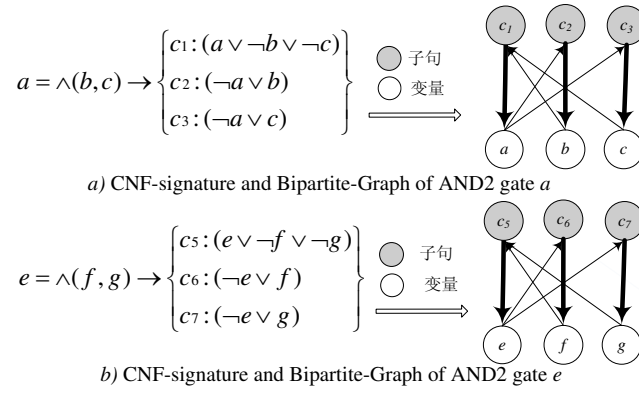 a = ∧(b, c) → { c₁: (a ∨ ¬b ∨ ¬c)
c₂: (¬a ∨ b)
c₃: (¬a ∨ c) }
子句
变量
c₁ c₂ c₃
a b c
a) CNF-signature and Bipartite-Graph of AND2 gate a
e = ∧(f, g) → { c₅: (e ∨ ¬f ∨ ¬g)
c₆: (¬e ∨ f)
c₇: (¬e ∨ g) }
子句
变量
c₅ c₆ c₇
e f g
b) CNF-signature and Bipartite-Graph of AND2 gate e